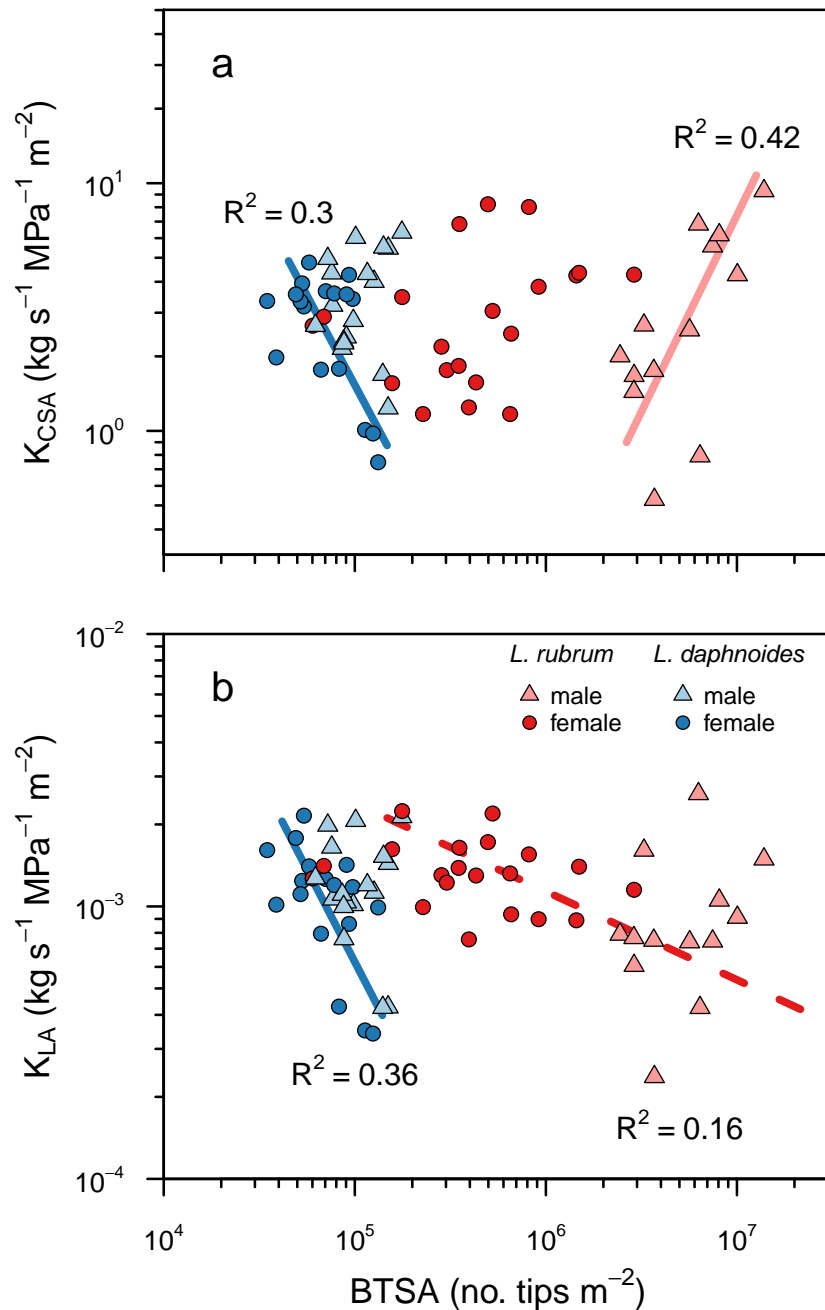 a
R² = 0.42
R² = 0.3
10¹
10⁰
K_CSA (kg s⁻¹ MPa⁻¹ m⁻²)
b
L. rubrum L. daphnoides
male male
female female
10⁻²
10⁻³
10⁻⁴
K_LA (kg s⁻¹ MPa⁻¹ m⁻²)
R² = 0.36
R² = 0.16
10⁴ 10⁵ 10⁶ 10⁷
BTSA (no. tips m⁻²)